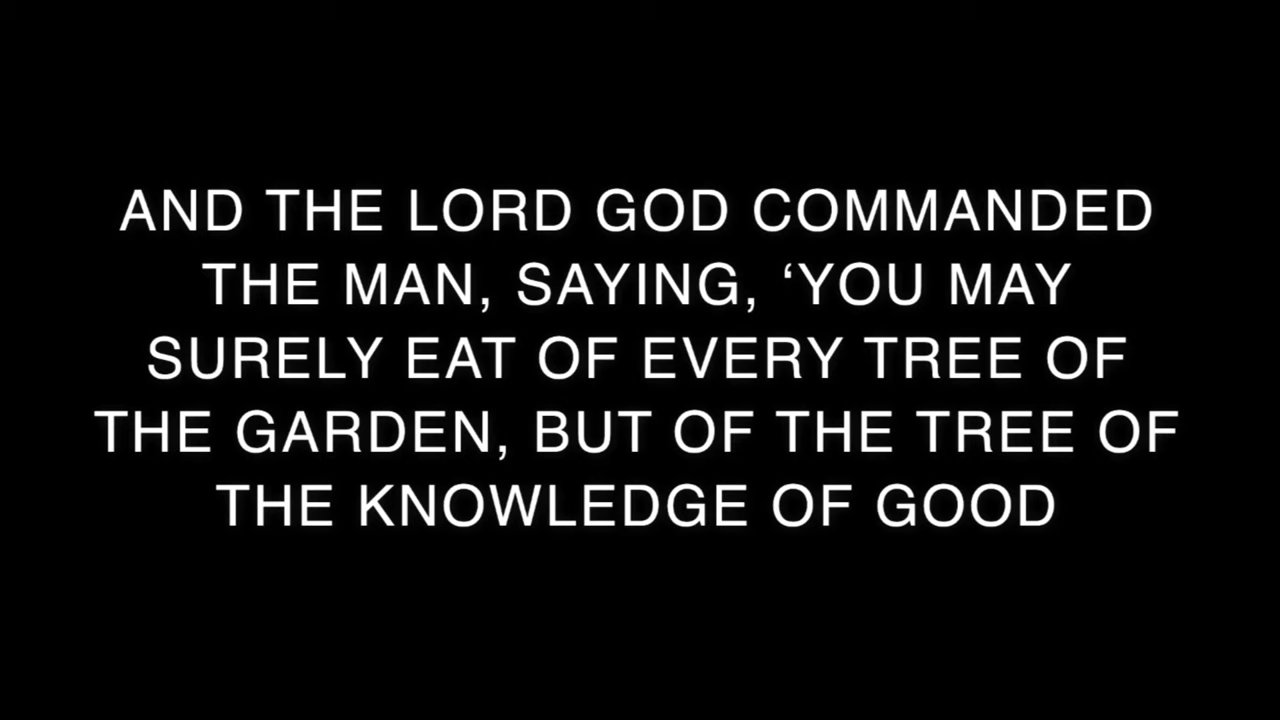 AND THE LORD GOD COMMANDED
THE MAN, SAYING, ‘YOU MAY
SURELY EAT OF EVERY TREE OF
THE GARDEN, BUT OF THE TREE OF
THE KNOWLEDGE OF GOOD